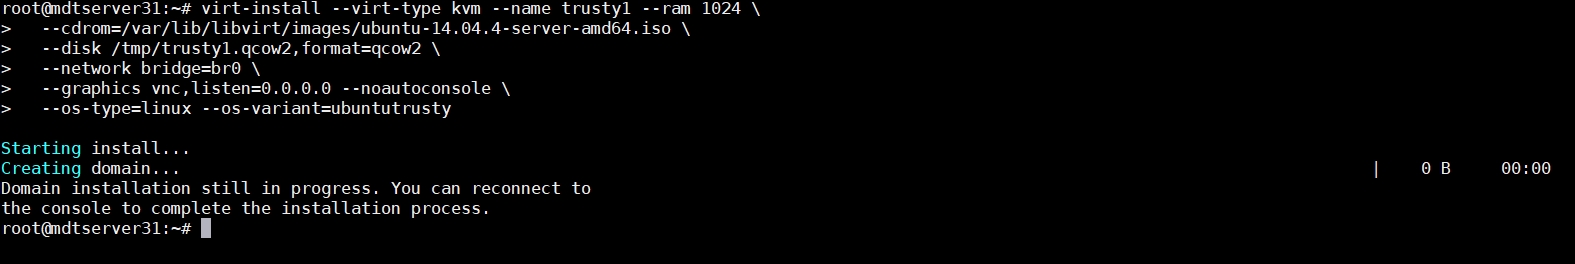 root@mdtserver31:~# virt-install --virt-type kvm --name trusty1 --ram 1024 \
>   --cdrom=/var/lib/libvirt/images/ubuntu-14.04.4-server-amd64.iso \
>   --disk /tmp/trusty1.qcow2,format=qcow2 \
>   --network bridge=br0 \
>   --graphics vnc,listen=0.0.0.0 --noautoconsole \
>   --os-type=linux --os-variant=ubuntutrusty
Starting install...
Creating domain... | 0 B 00:00
Domain installation still in progress. You can reconnect to
the console to complete the installation process.
root@mdtserver31:~#